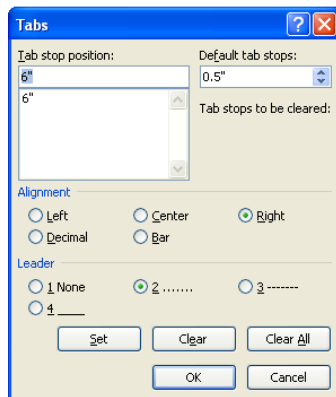 Tabs
Tab stop position: Default tab stops:
6" 0.5"
6" Tab stops to be cleared:
Alignment
Left Center Right
Decimal Bar
Leader
1 None 2 ....... 3 -------
4 ___
Set Clear Clear All
OK Cancel